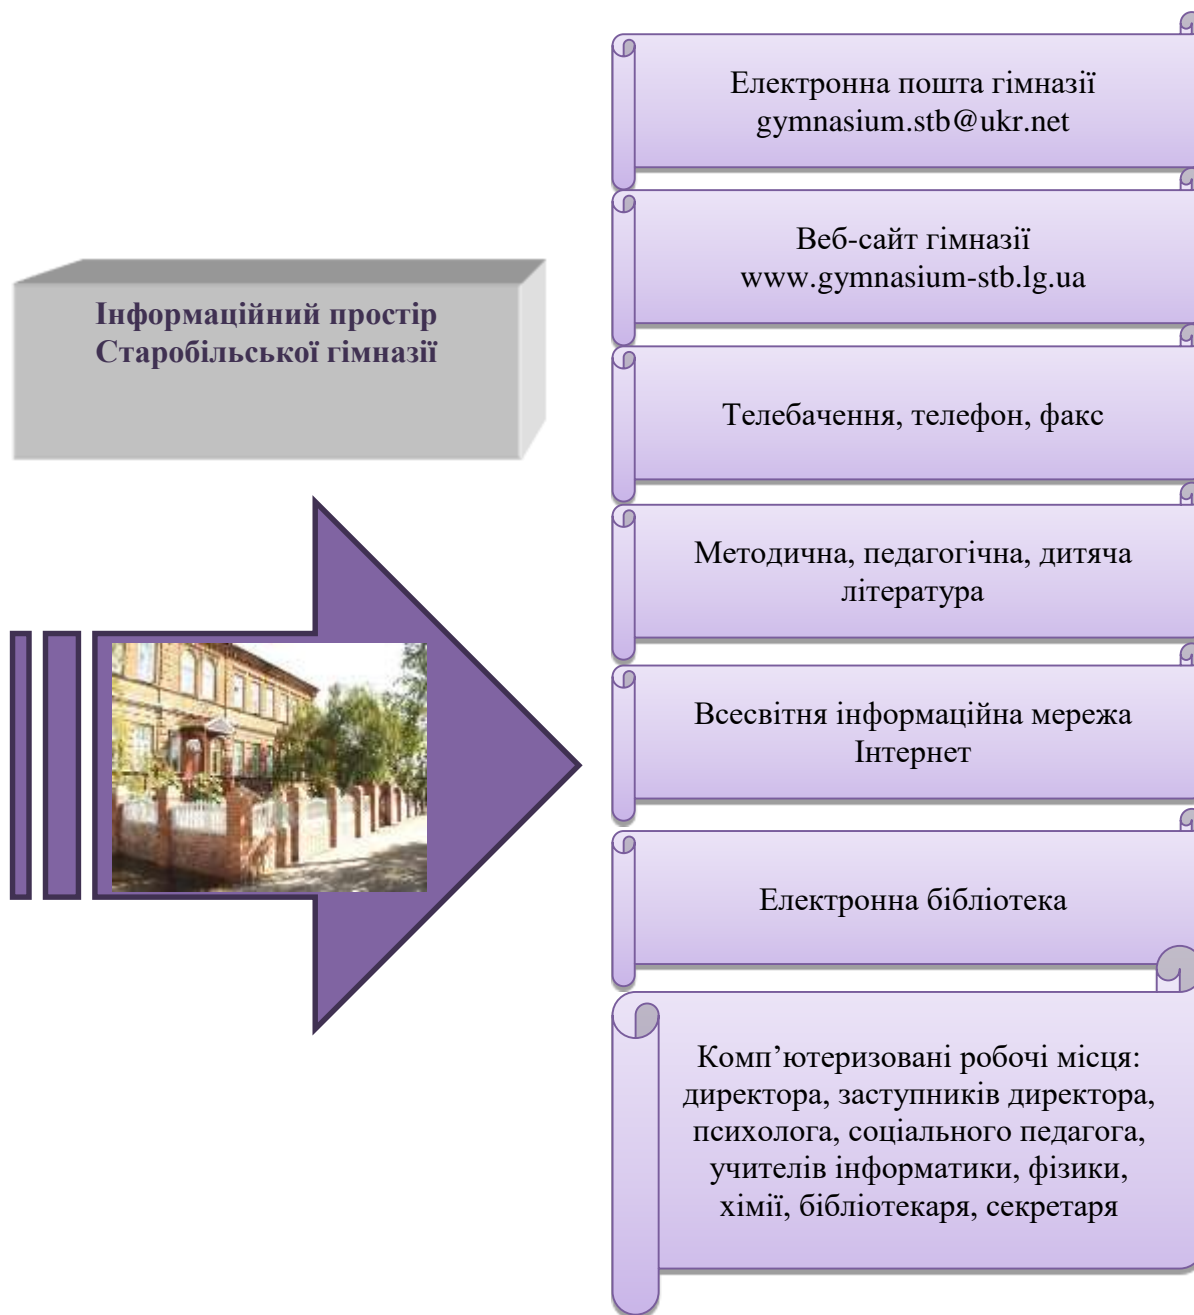 Інформаційний простір
Старобільської гімназії
Електронна пошта гімназії
gymnasium.stb@ukr.net
Веб-сайт гімназії
www.gymnasium-stb.lg.ua
Телебачення, телефон, факс
Методична, педагогічна, дитяча
література
Всесвітня інформаційна мережа
Інтернет
Електронна бібліотека
Комп’ютеризовані робочі місця:
директора, заступників директора,
психолога, соціального педагога,
учителів інформатики, фізики,
хімії, бібліотекаря, секретаря